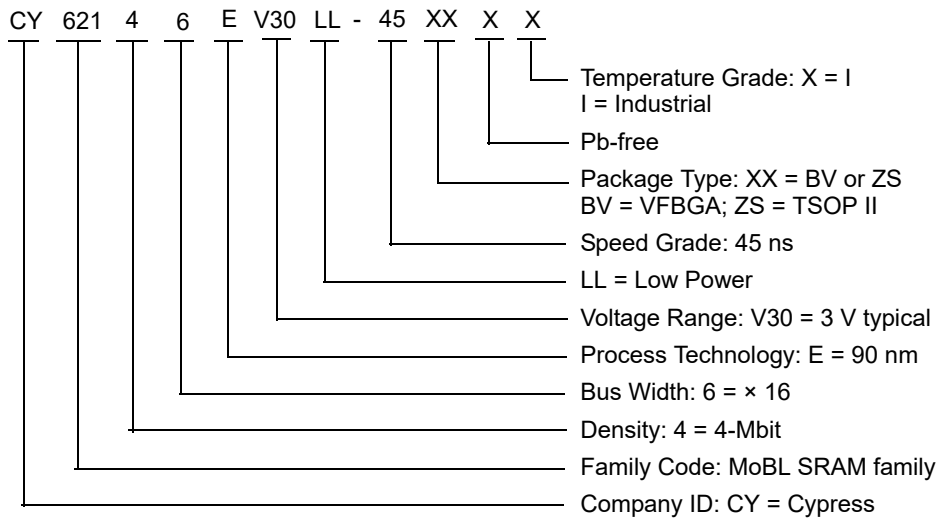 CY 621 4 6 E V30 LL - 45 XX X X
Temperature Grade: X = I
I = Industrial
Pb-free
Package Type: XX = BV or ZS
BV = VFBGA; ZS = TSOP II
Speed Grade: 45 ns
LL = Low Power
Voltage Range: V30 = 3 V typical
Process Technology: E = 90 nm
Bus Width: 6 = × 16
Density: 4 = 4-Mbit
Family Code: MoBL SRAM family
Company ID: CY = Cypress